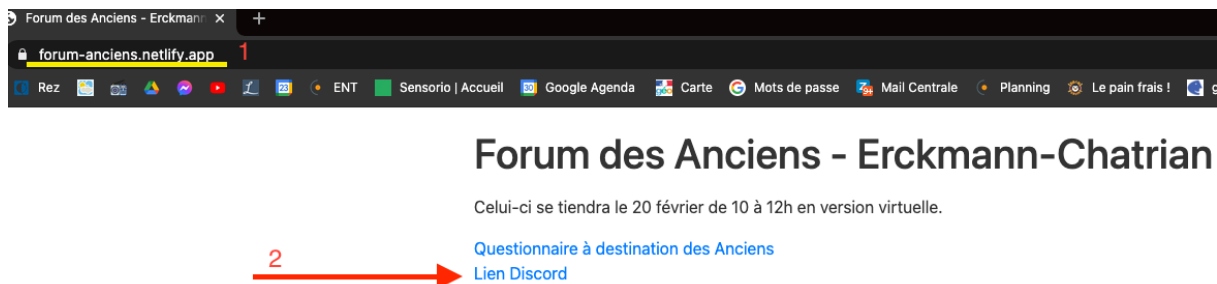 Forum des Anciens - Erckmann
forum-anciens.netlify.app 1
Rez ENT Sensorio | Accueil Google Agenda Carte Mots de passe Mail Centrale Planning Le pain frais !
Forum des Anciens - Erckmann-Chatrian
Celui-ci se tiendra le 20 février de 10 à 12h en version virtuelle.
Questionnaire à destination des Anciens
2 Lien Discord